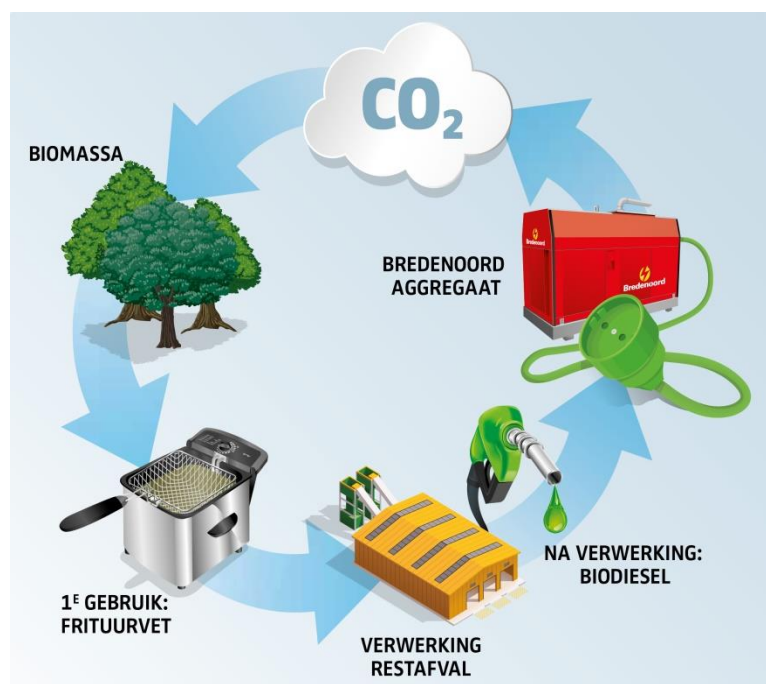 CO₂
BIOMASSA
BREDENOORD
AGGREGAAT
Bredenoord
Bredenoord
1ᴱ GEBRUIK:
FRITUURVET
VERWERKING
RESTAFVAL
NA VERWERKING:
BIODIESEL